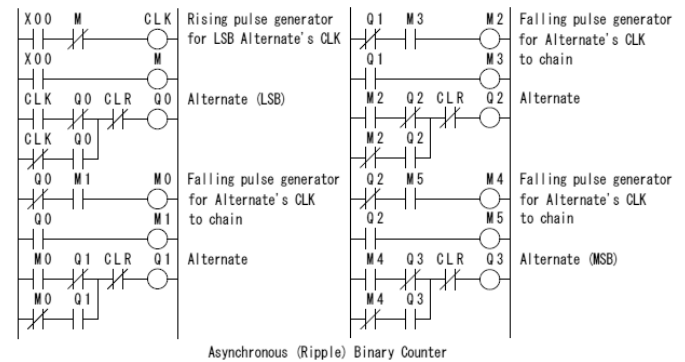 X00 M CLK Rising pulse generator
for LSB Alternate's CLK
X00 M
CLK Q0 CLR Q0 Alternate (LSB)
CLK Q0
Q0 M1 M0 Falling pulse generator
for Alternate's CLK
Q0 M1 to chain
M0 Q1 CLR Q1 Alternate
M0 Q1
Q1 M3 M2 Falling pulse generator
for Alternate's CLK
Q1 M3 to chain
M2 Q2 CLR Q2 Alternate
M2 Q2
Q2 M5 M4 Falling pulse generator
for Alternate's CLK
Q2 M5 to chain
M4 Q3 CLR Q3 Alternate (MSB)
M4 Q3
Asynchronous (Ripple) Binary Counter